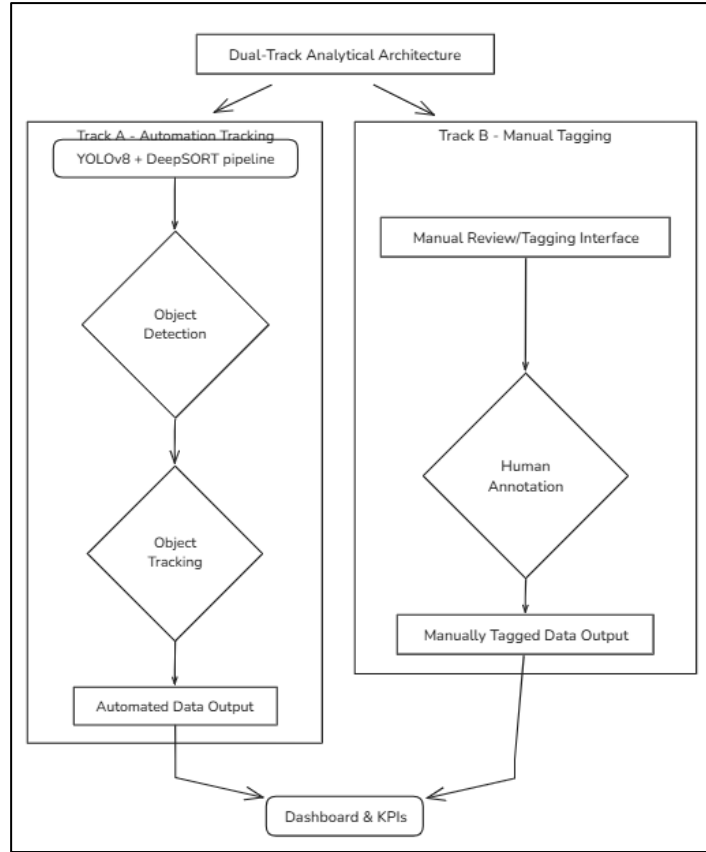 Dual-Track Analytical Architecture
Track A - Automation Tracking
YOLOv8 + DeepSORT pipeline
Object
Detection
Object
Tracking
Automated Data Output
Track B - Manual Tagging
Manual Review/Tagging Interface
Human
Annotation
Manually Tagged Data Output
Dashboard & KPIs